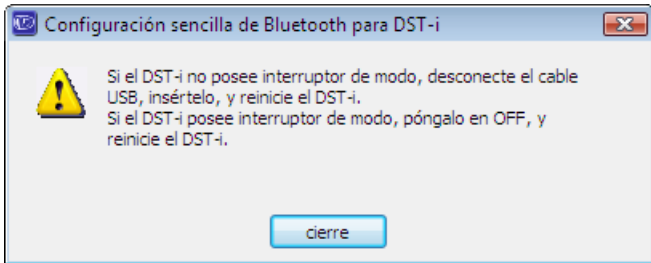 Configuración sencilla de Bluetooth para DST-i
Si el DST-i no posee interruptor de modo, desconecte el cable
USB, insértelo, y reinicie el DST-i.
Si el DST-i posee interruptor de modo, póngalo en OFF, y
reinicie el DST-i.
cierre